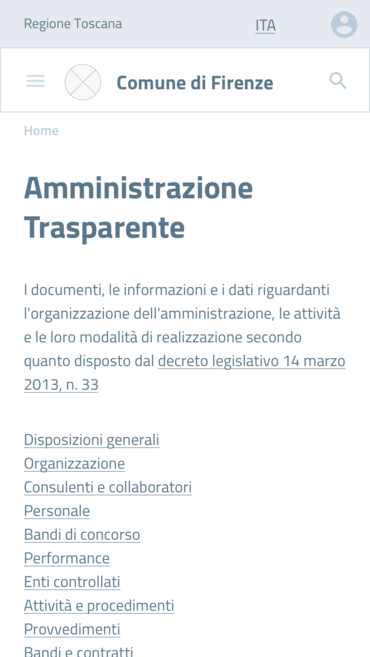 Regione Toscana
ITA
Comune di Firenze
Home
Amministrazione
Trasparente
I documenti, le informazioni e i dati riguardanti
l'organizzazione dell'amministrazione, le attività
e le loro modalità di realizzazione secondo
quanto disposto dal decreto legislativo 14 marzo
2013, n. 33
Disposizioni generali
Organizzazione
Consulenti e collaboratori
Personale
Bandi di concorso
Performance
Enti controllati
Attività e procedimenti
Provvedimenti
Bandi e contratti